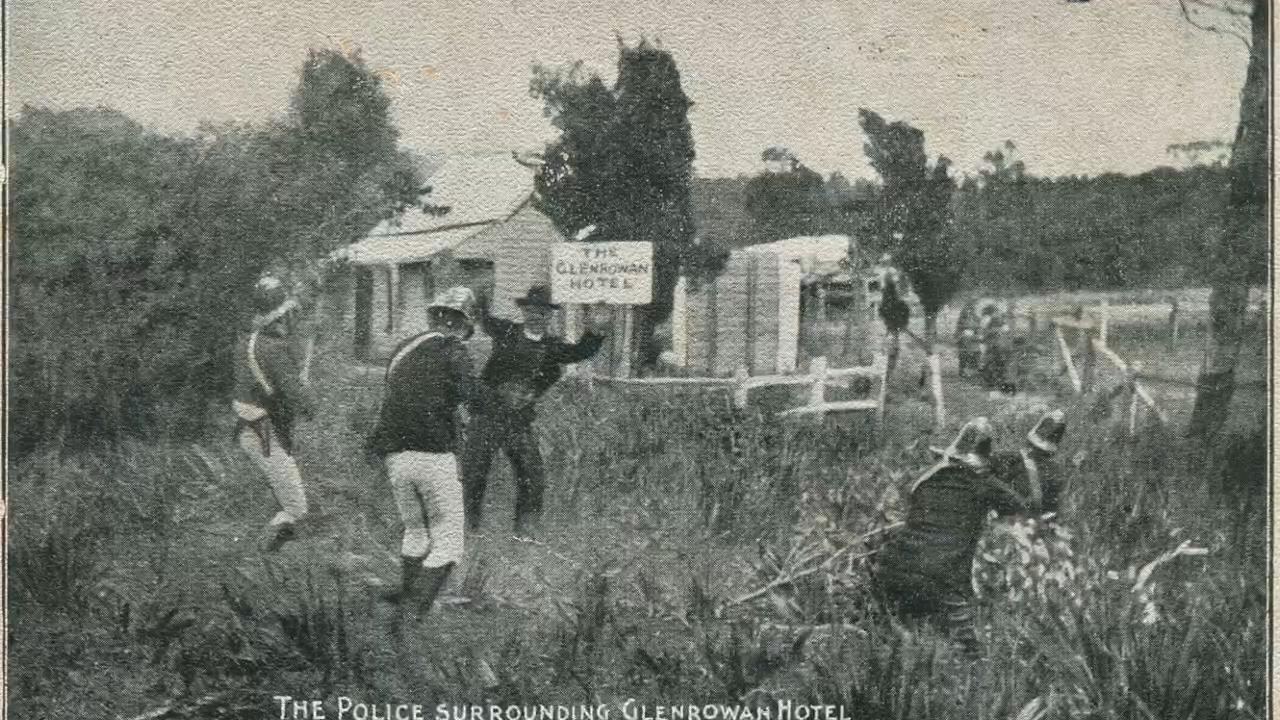 THE
GLENROWAN
HOTEL
THE POLICE SURROUNDING GLENROWAN HOTEL